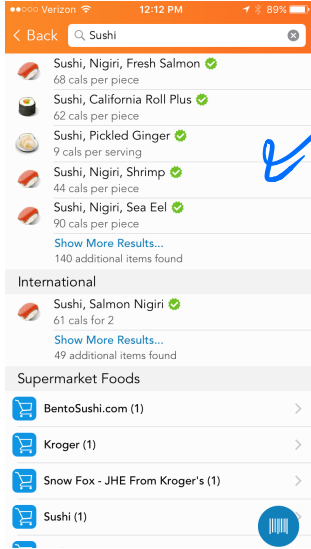 Verizon 12:12 PM 89%
Back Sushi
Sushi, Nigiri, Fresh Salmon
68 cals per piece
Sushi, California Roll Plus
62 cals per piece
Sushi, Pickled Ginger
9 cals per serving
Sushi, Nigiri, Shrimp
44 cals per piece
Sushi, Nigiri, Sea Eel
90 cals per piece
Show More Results...
140 additional items found
International
Sushi, Salmon Nigiri
61 cals for 2
Show More Results...
49 additional items found
Supermarket Foods
BentoSushi.com (1)
Kroger (1)
Snow Fox - JHE From Kroger's (1)
Sushi (1)